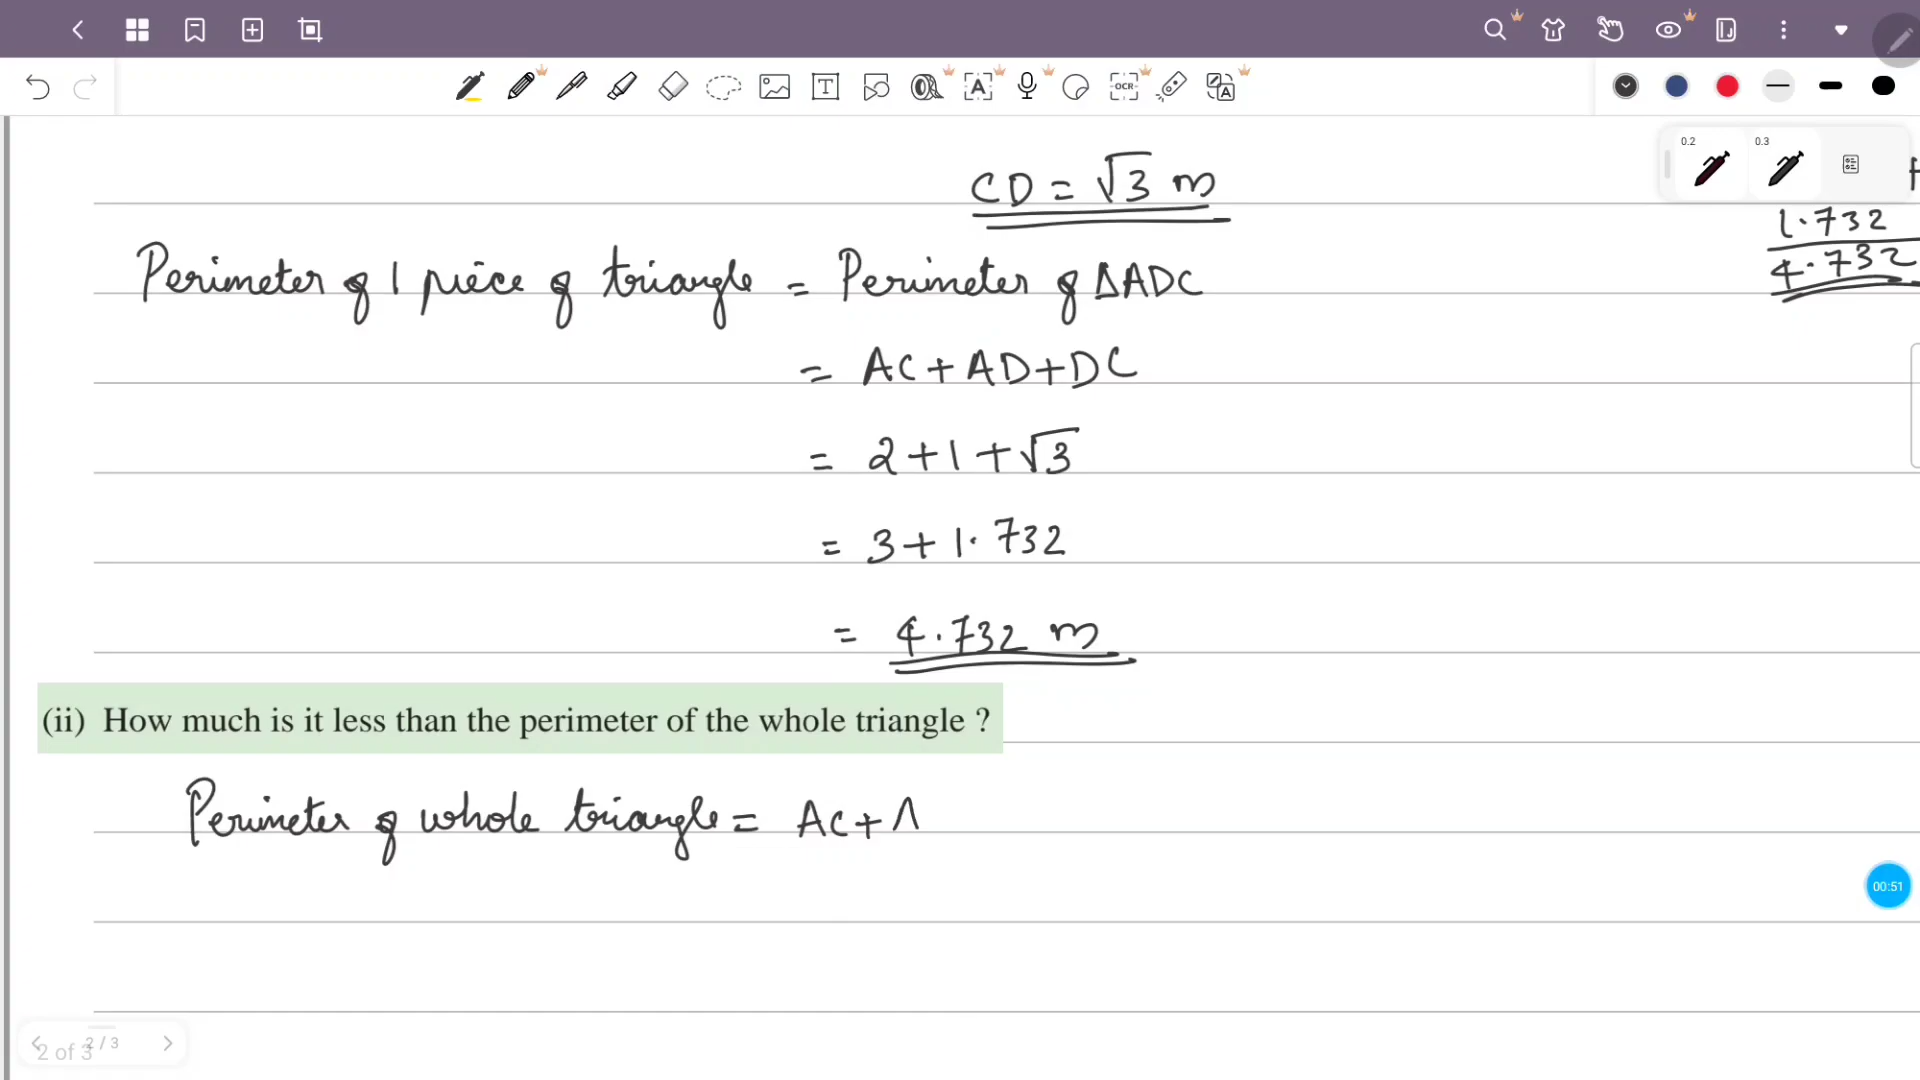 CD = √3 m
0.2 0.3
1.732
4.732
Perimeter of 1 piece of triangle = Perimeter of ΔADC
= AC + AD + DC
= 2 + 1 + √3
= 3 + 1.732
= 4.732 m
(ii) How much is it less than the perimeter of the whole triangle ?
Perimeter of whole triangle = AC +
00:51
2 / 3
2 of 3